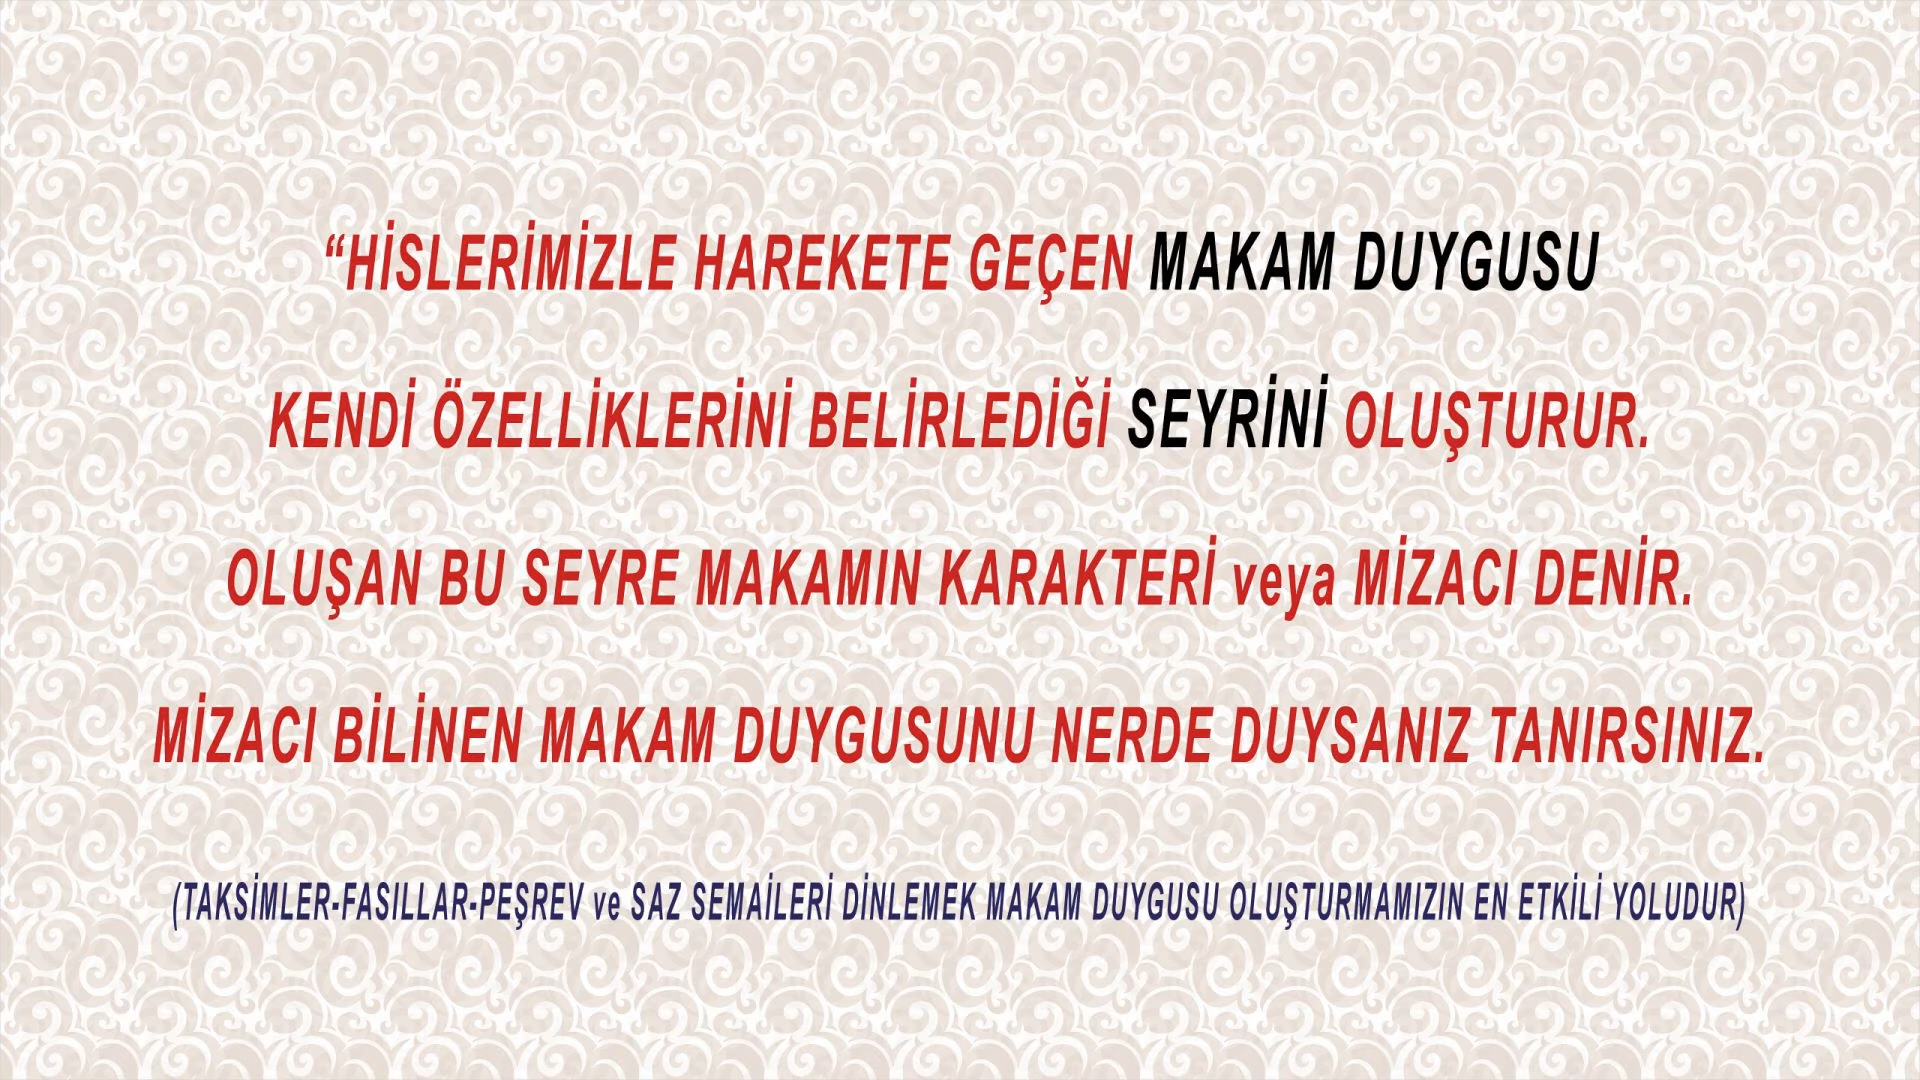 “HİSLERİMİZLE HAREKETE GEÇEN MAKAM DUYGUSU
KENDİ ÖZELLİKLERİNİ BELİRLEDİĞİ SEYRİNİ OLUŞTURUR.
OLUŞAN BU SEYRE MAKAMIN KARAKTERİ veya MİZACI DENİR.
MİZACI BİLİNEN MAKAM DUYGUSUNU NERDE DUYSANIZ TANIRSINIZ.
(TAKSİMLER-FASILLAR-PEŞREV ve SAZ SEMAİLERİ DİNLEMEK MAKAM DUYGUSU OLUŞTURMAMIZIN EN ETKİLİ YOLUDUR)